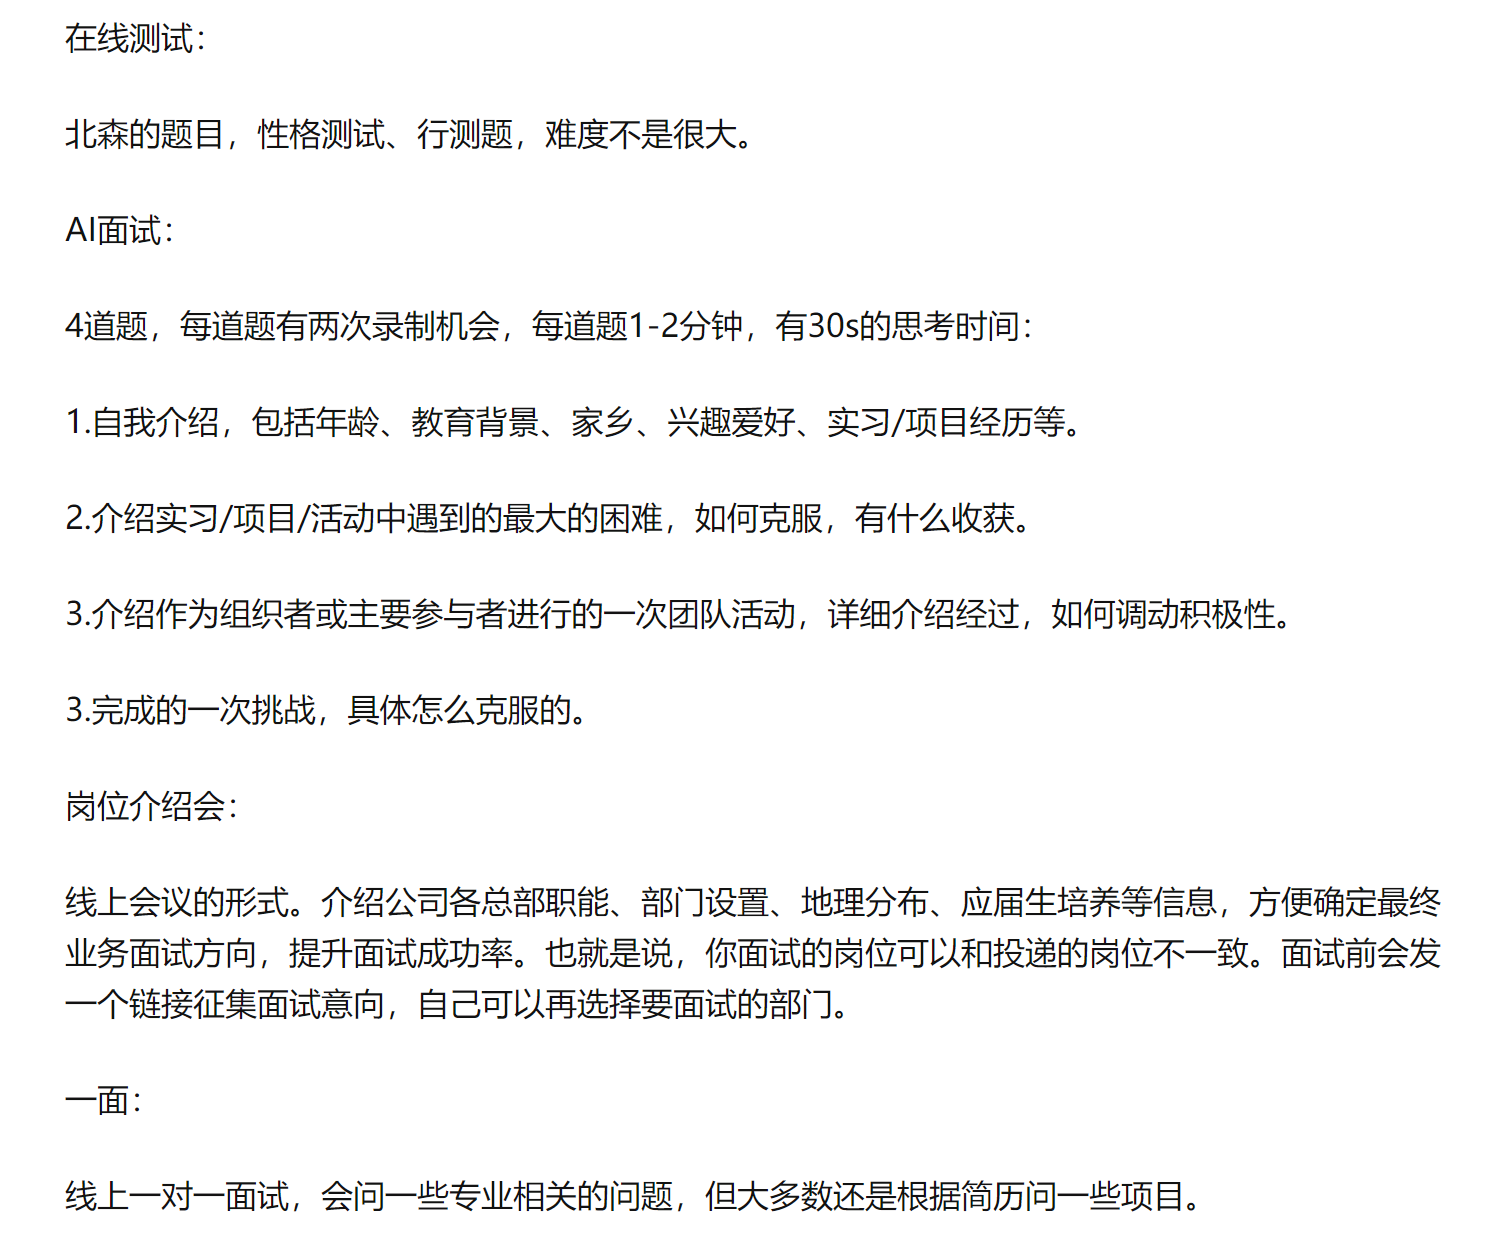 在线测试：
北森的题目，性格测试、行测题，难度不是很大。
AI面试：
4道题，每道题有两次录制机会，每道题1-2分钟，有30s的思考时间：
1.自我介绍，包括年龄、教育背景、家乡、兴趣爱好、实习/项目经历等。
2.介绍实习/项目/活动中遇到的最大的困难，如何克服，有什么收获。
3.介绍作为组织者或主要参与者进行的一次团队活动，详细介绍经过，如何调动积极性。
3.完成的一次挑战，具体怎么克服的。
岗位介绍会：
线上会议的形式。介绍公司各总部职能、部门设置、地理分布、应届生培养等信息，方便确定最终
业务面试方向，提升面试成功率。也就是说，你面试的岗位可以和投递的岗位不一致。面试前会发
一个链接征集面试意向，自己可以再选择要面试的部门。
一面：
线上一对一面试，会问一些专业相关的问题，但大多数还是根据简历问一些项目。